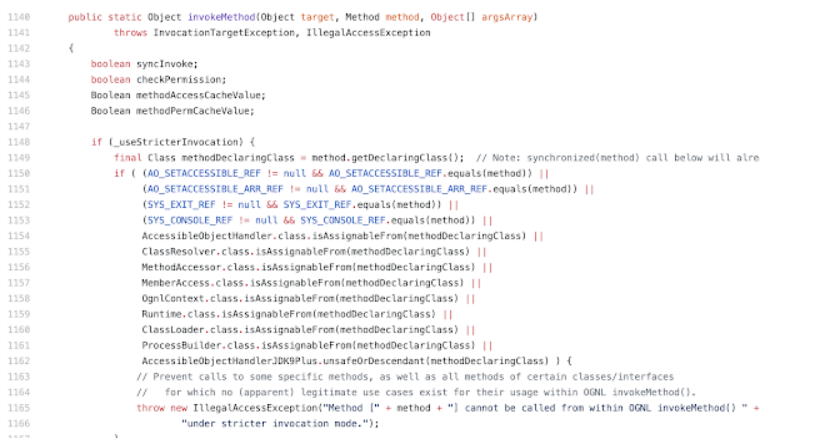 1140 public static Object invokeMethod(Object target, Method method, Object[] argsArray)
1141 throws InvocationTargetException, IllegalAccessException
1142 {
1143 boolean syncInvoke;
1144 boolean checkPermission;
1145 Boolean methodAccessCacheValue;
1146 Boolean methodPermCacheValue;
1147
1148 if (_useStricterInvocation) {
1149 final Class methodDeclaringClass = method.getDeclaringClass(); // Note: synchronized(method) call below will alre
1150 if ( (AO_SETACCESSIBLE_REF != null && AO_SETACCESSIBLE_REF.equals(method)) ||
1151 (AO_SETACCESSIBLE_ARR_REF != null && AO_SETACCESSIBLE_ARR_REF.equals(method)) ||
1152 (SYS_EXIT_REF != null && SYS_EXIT_REF.equals(method)) ||
1153 (SYS_CONSOLE_REF != null && SYS_CONSOLE_REF.equals(method)) ||
1154 AccessibleObjectHandler.class.isAssignableFrom(methodDeclaringClass) ||
1155 ClassResolver.class.isAssignableFrom(methodDeclaringClass) ||
1156 MethodAccessor.class.isAssignableFrom(methodDeclaringClass) ||
1157 MemberAccess.class.isAssignableFrom(methodDeclaringClass) ||
1158 OgnlContext.class.isAssignableFrom(methodDeclaringClass) ||
1159 Runtime.class.isAssignableFrom(methodDeclaringClass) ||
1160 ClassLoader.class.isAssignableFrom(methodDeclaringClass) ||
1161 ProcessBuilder.class.isAssignableFrom(methodDeclaringClass) ||
1162 AccessibleObjectHandlerJDK9Plus.unsafeOrDescendant(methodDeclaringClass) ) {
1163 // Prevent calls to some specific methods, as well as all methods of certain classes/interfaces
1164 // for which no (apparent) legitimate use cases exist for their usage within OGNL invokeMethod().
1165 throw new IllegalAccessException("Method [" + method + "] cannot be called from within OGNL invokeMethod() " +
1166 "under stricter invocation mode.");